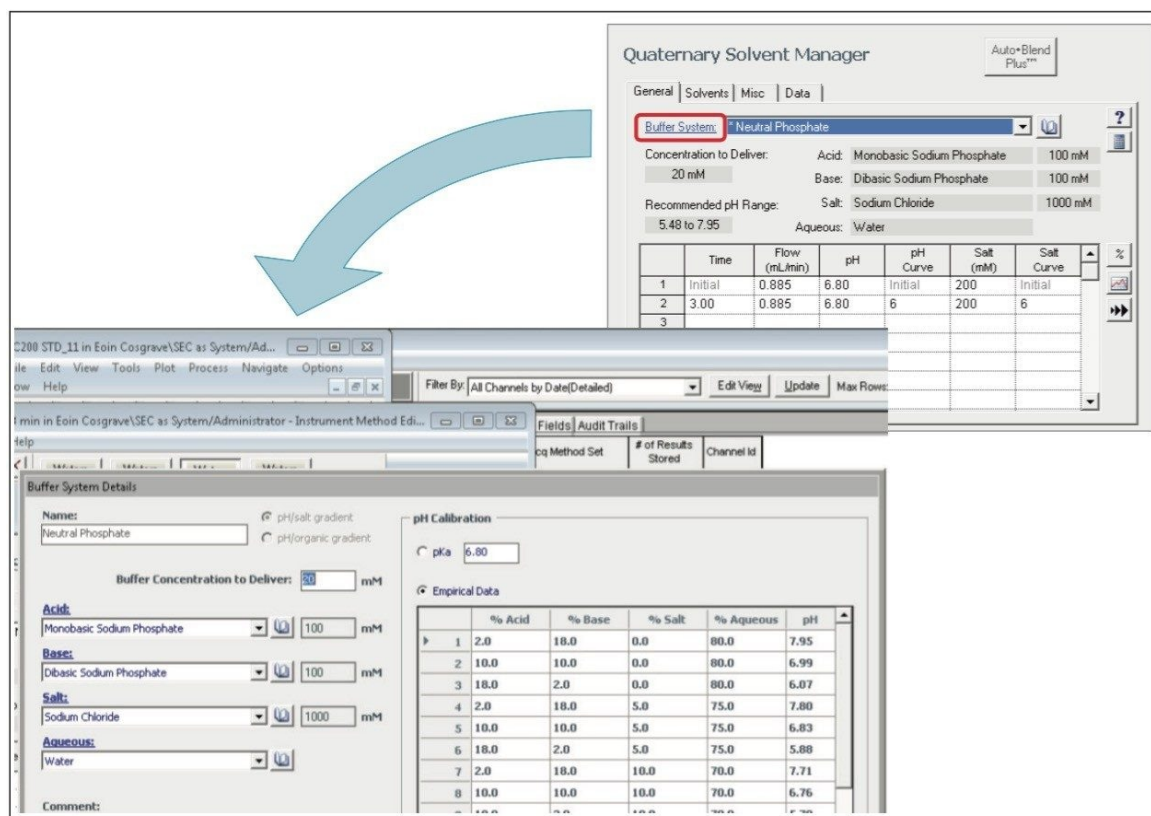 Quaternary Solvent Manager
Auto•Blend
Plus™
General Solvents Misc Data
Buffer System: * Neutral Phosphate
?
Concentration to Deliver: Acid: Monobasic Sodium Phosphate 100 mM
20 mM Base: Dibasic Sodium Phosphate 100 mM
Recommended pH Range: Salt: Sodium Chloride 1000 mM
5.48 to 7.95 Aqueous: Water
Time Flow (mL/min) pH pH Curve Salt (mM) Salt Curve
%
1 Initial 0.885 6.80 Initial 200 Initial
2 3.00 0.885 6.80 6 200 6
3
C200 STD_11 in Eoin Cosgrave\SEC as System/Ad...
ile Edit View Tools Plot Process Navigate Options
ow Help
Filter By: All Channels by Date(Detailed) Edit View Update Max Rows:
min in Eoin Cosgrave\SEC as System/Administrator - Instrument Method Edi...
Help
Fields Audit Trails
cq Method Set # of Results Stored Channel Id
Buffer System Details
Name:
Neutral Phosphate
pH/salt gradient
pH/organic gradient
Buffer Concentration to Deliver: 20 mM
Acid:
Monobasic Sodium Phosphate 100 mM
Base:
Dibasic Sodium Phosphate 100 mM
Salt:
Sodium Chloride 1000 mM
Aqueous:
Water
Comment:
pH Calibration
pKa 6.80
Empirical Data
% Acid % Base % Salt % Aqueous pH
1 2.0 18.0 0.0 80.0 7.95
2 10.0 10.0 0.0 80.0 6.99
3 18.0 2.0 0.0 80.0 6.07
4 2.0 18.0 5.0 75.0 7.80
5 10.0 10.0 5.0 75.0 6.83
6 18.0 2.0 5.0 75.0 5.88
7 2.0 18.0 10.0 70.0 7.71
8 10.0 10.0 10.0 70.0 6.76